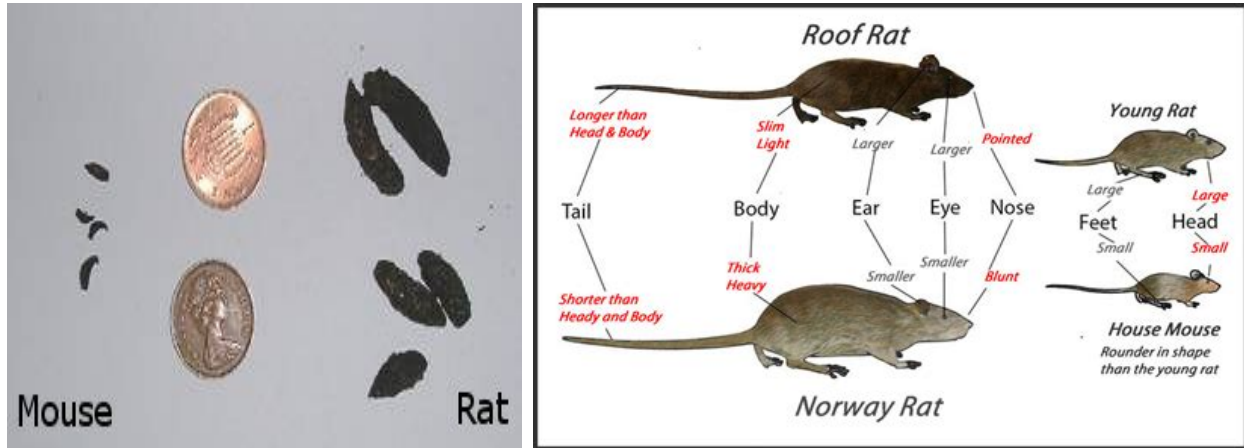 Mouse
Rat
Roof Rat
Longer than
Head & Body
Slim
Light
Larger
Larger
Pointed
Tail
Body
Ear
Eye
Nose
Shorter than
Heady and Body
Thick
Heavy
Smaller
Smaller
Blunt
Norway Rat
Young Rat
Large
Large
Feet
Head
Small
Small
House Mouse
Rounder in shape
than the young rat